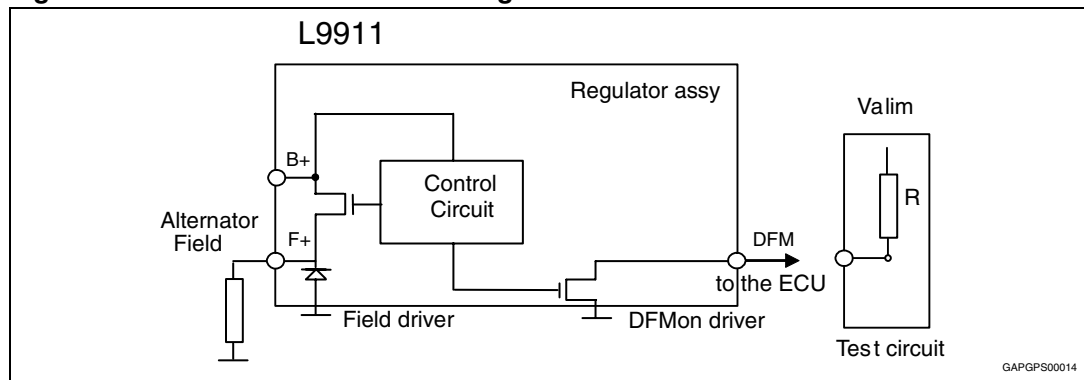 L9911
Regulator assy
Valim
B+
Control
Circuit
R
Alternator
Field
F+
DFM
to the ECU
Field driver
DFMon driver
Test circuit
GAPGPS00014